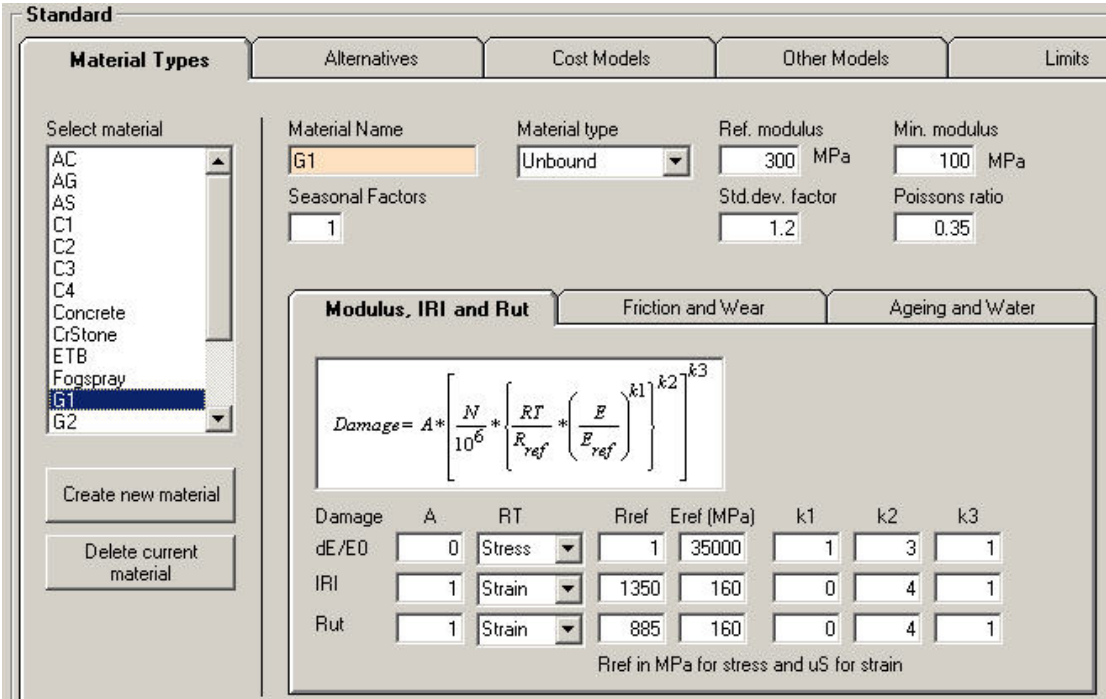 Standard
Material Types Alternatives Cost Models Other Models Limits
Select material
AC
AG
AS
C1
C2
C3
C4
Concrete
CrStone
ETB
Fogspray
G1
G2
Create new material
Delete current
material
Material Name Material type Ref. modulus Min. modulus
G1 Unbound 300 MPa 100 MPa
Seasonal Factors Std.dev. factor Poissons ratio
1 1.2 0.35
Modulus, IRI and Rut Friction and Wear Ageing and Water
Damage = A*[N/10^6*{RT/R_ref*(E/E_ref)^k1}^k2]^k3
Damage A RT Rref Eref (MPa) k1 k2 k3
dE/E0 0 Stress 1 35000 1 3 1
IRI 1 Strain 1350 160 0 4 1
Rut 1 Strain 885 160 0 4 1
Rref in MPa for stress and uS for strain